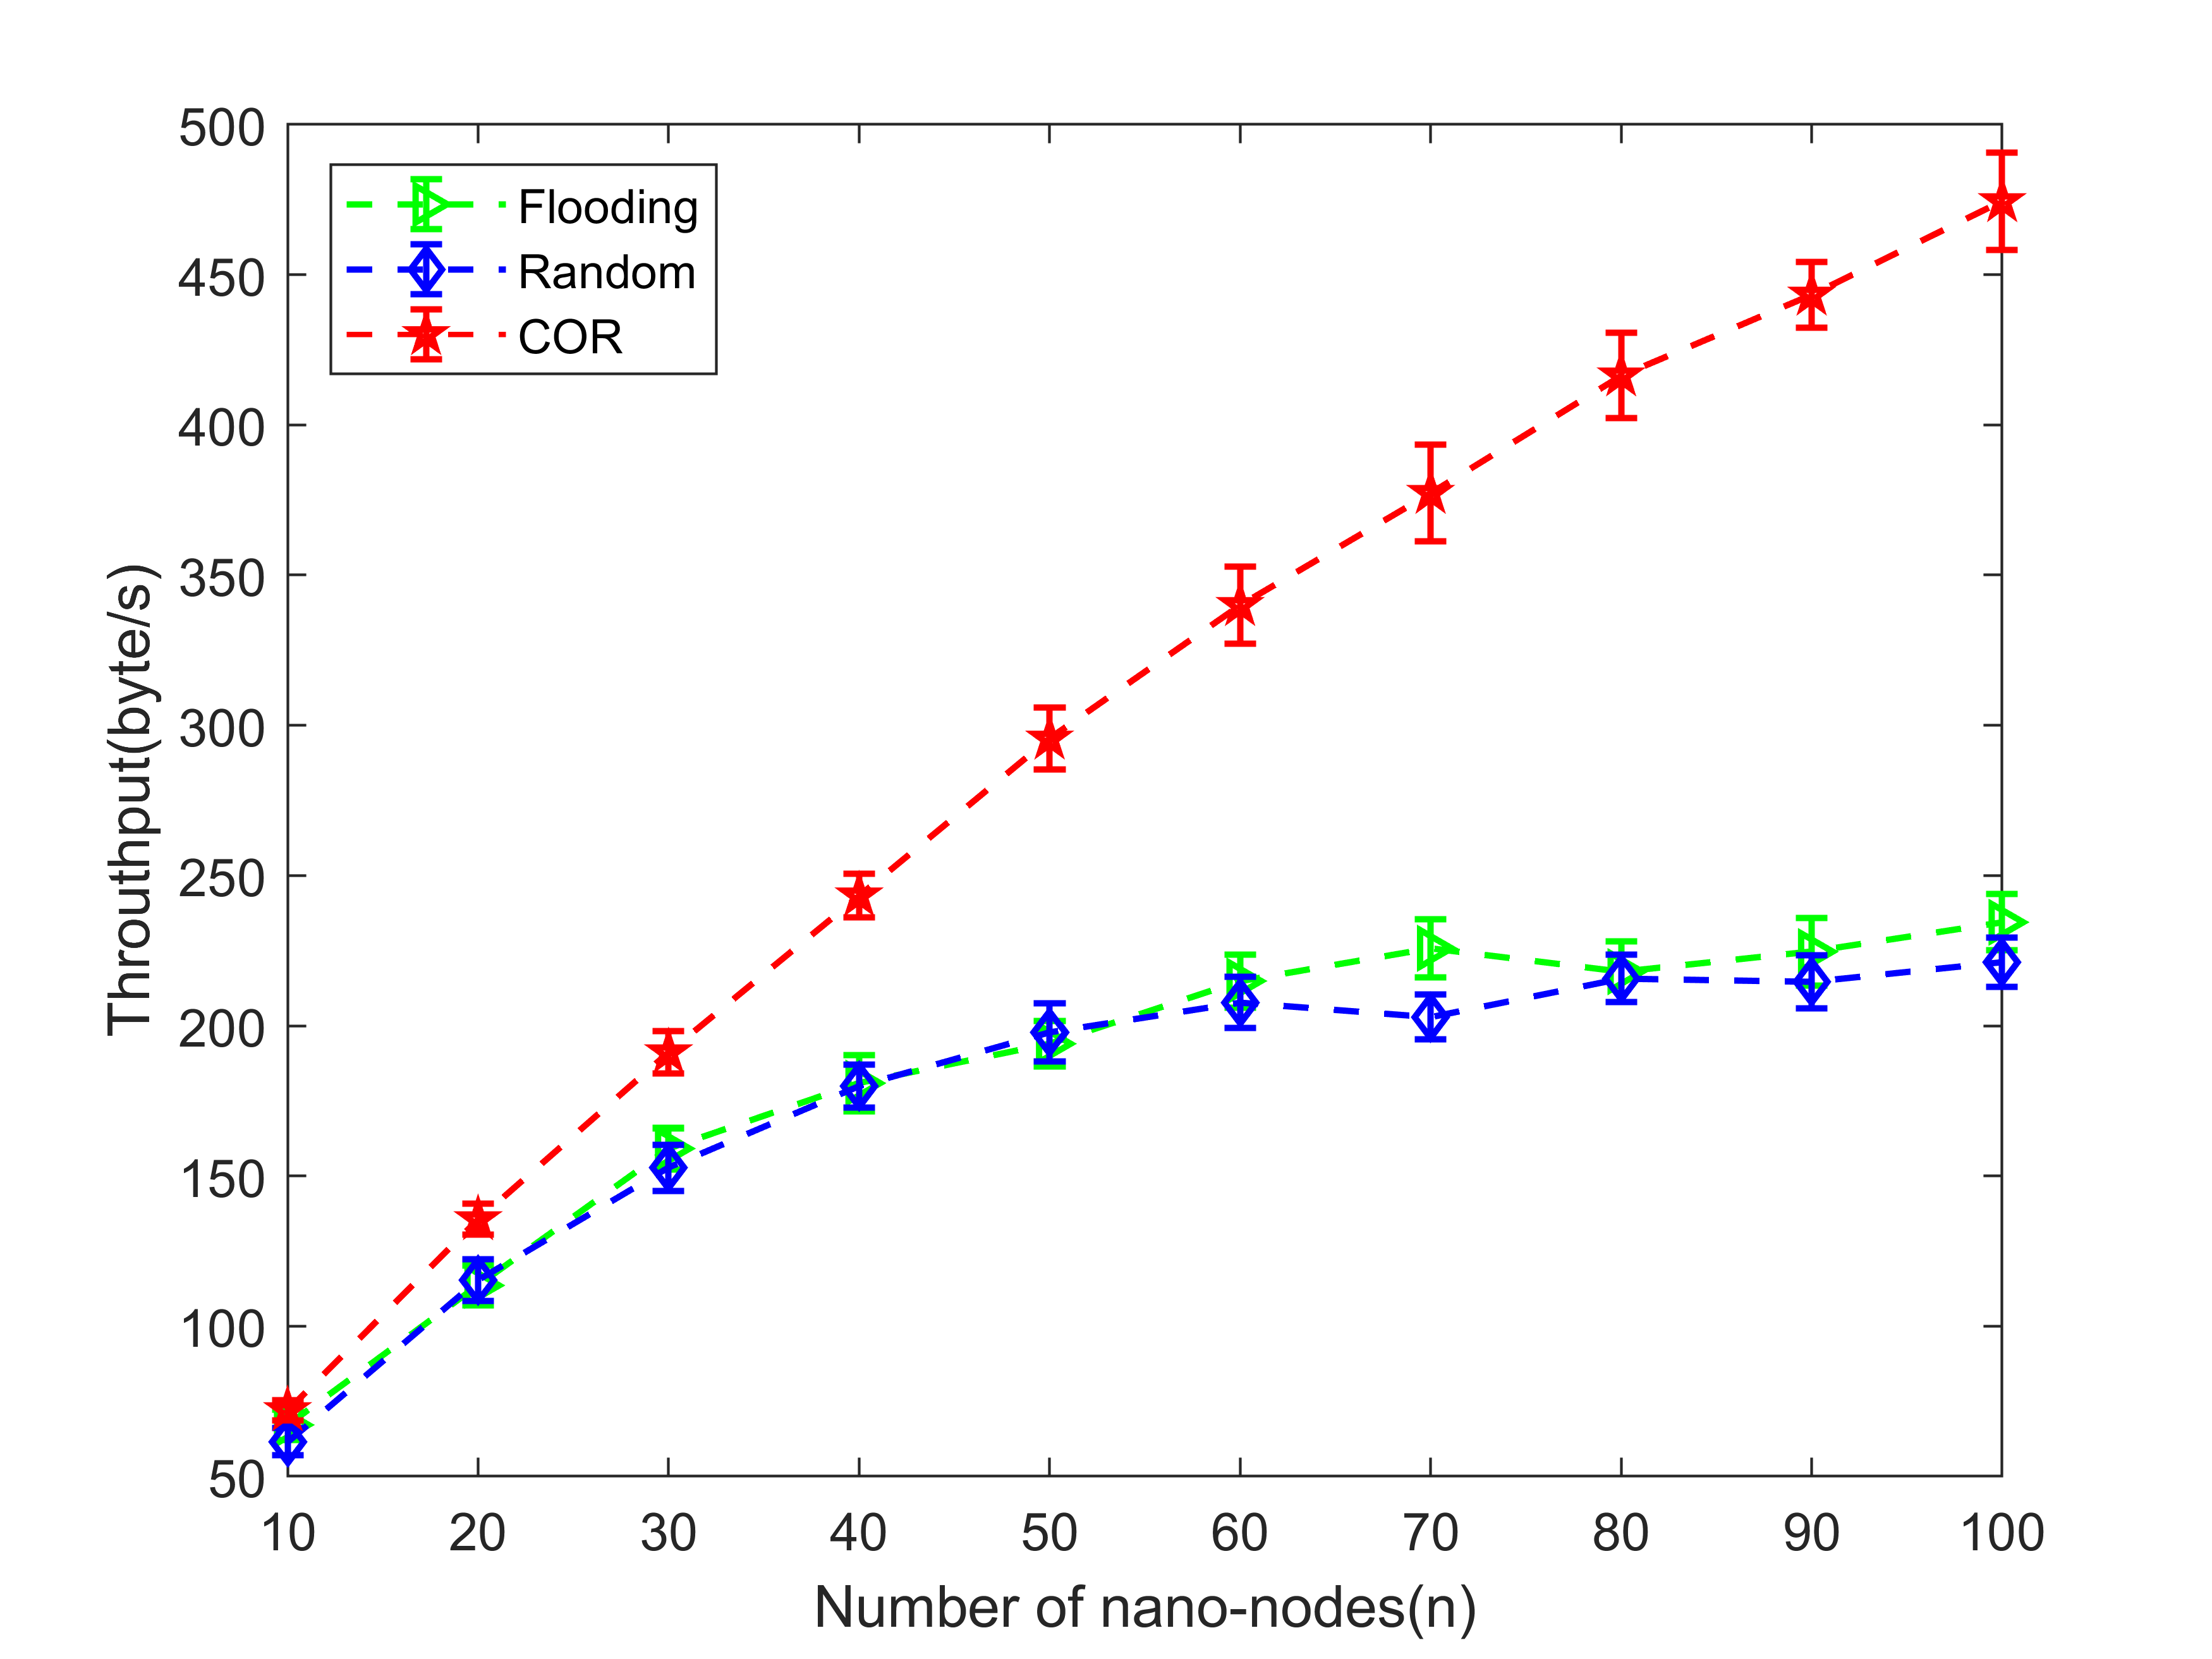 500
450
400
350
300
250
200
150
100
50
Throuthput(byte/s)
Flooding
Random
COR
10 20 30 40 50 60 70 80 90 100
Number of nano-nodes(n)